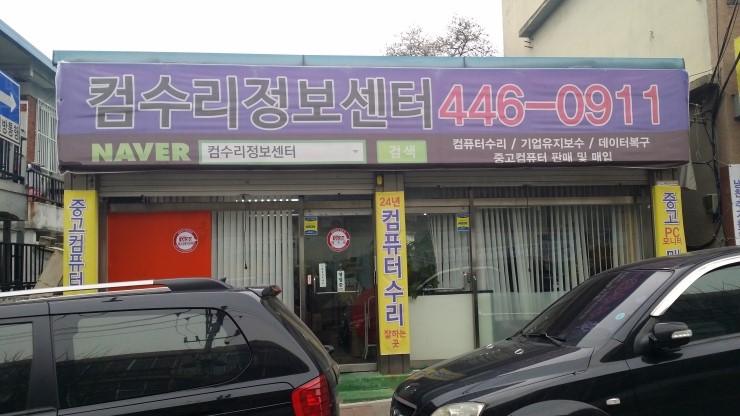 컴수리정보센터 446-0911
NAVER 컴수리정보센터 검색
컴퓨터수리 / 기업유지보수 / 데이터복구
중고컴퓨터 판매 및 매입
중고컴퓨터
24년
컴퓨터수리
잘하는
곳
중고
PC
모니터